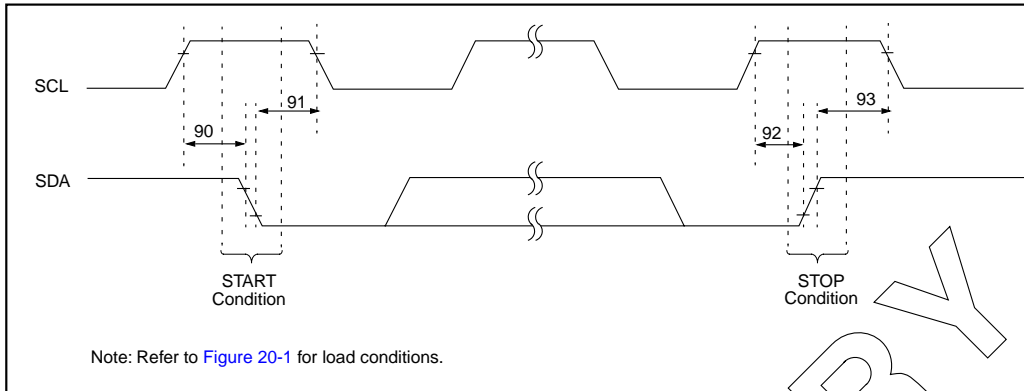 SCL
91
93
90
92
SDA
START
Condition
STOP
Condition
Note: Refer to Figure 20-1 for load conditions.
R Y